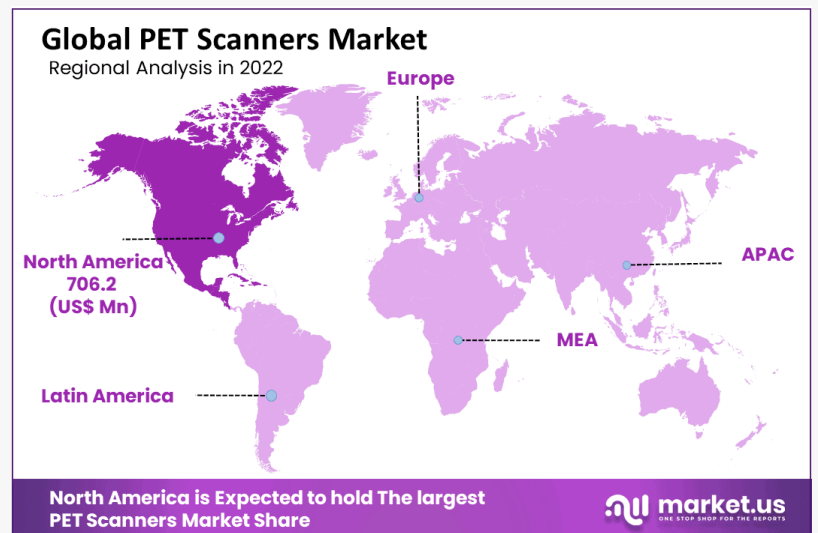 Global PET Scanners Market
Regional Analysis in 2022
Europe
North America
706.2
(US$ Mn)
APAC
MEA
Latin America
North America is Expected to hold The largest
PET Scanners Market Share
market.us
ONE STOP SHOP FOR THE REPORTS